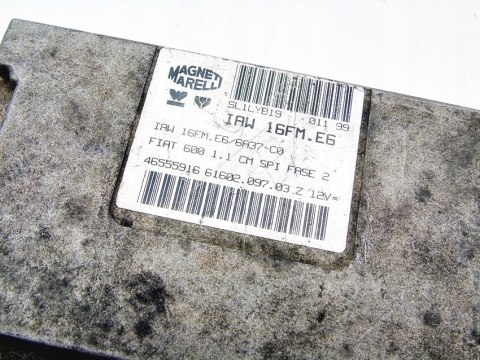 MAGNETI
MARELLI
SL1LY819 011 99
IAW 16FM.E6
IAW 16FM.E6/6A37-C0
FIAT 600 1.1 CM SPI FASE 2
46555916 61602.097.03 Z 12V=